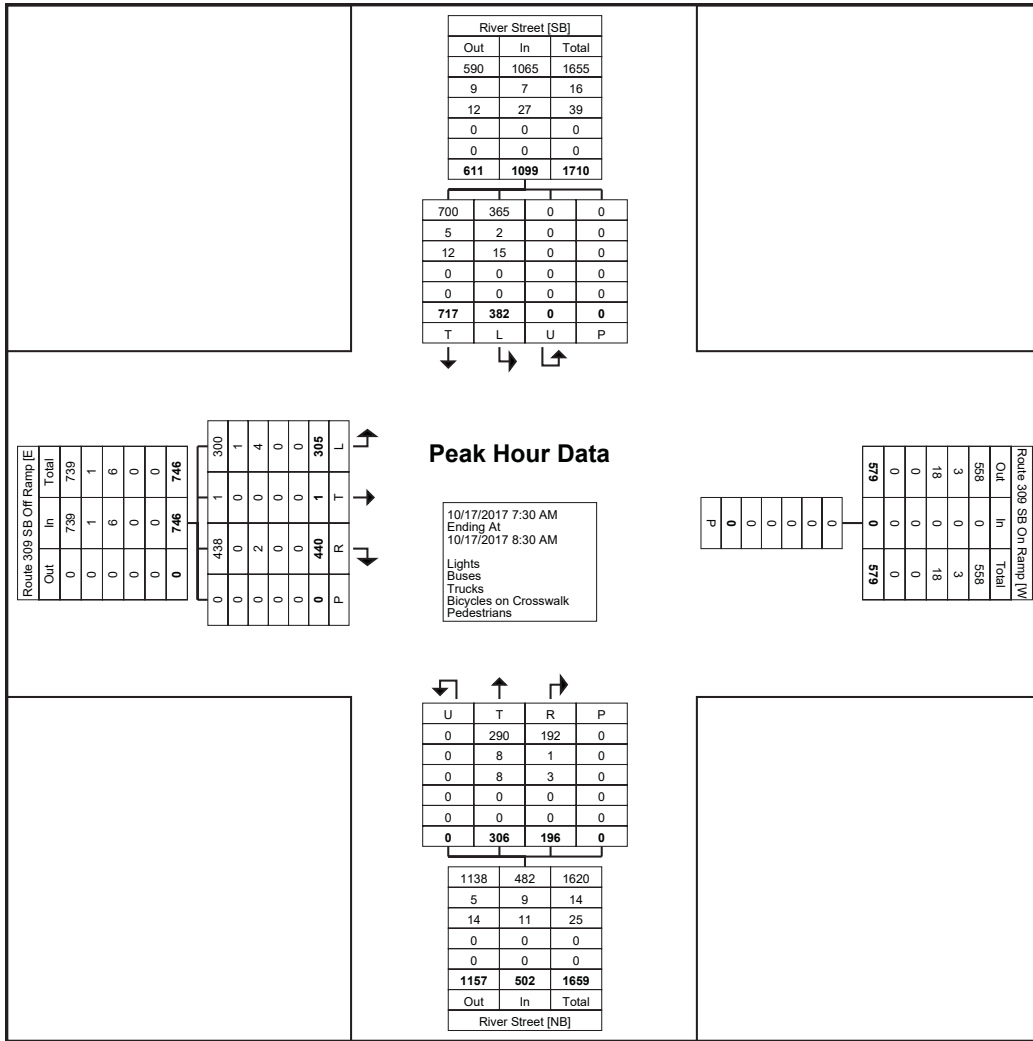 River Street [SB]
Out In Total
590 1065 1655
9 7 16
12 27 39
0 0 0
0 0 0
611 1099 1710
700 365 0 0
5 2 0 0
12 15 0 0
0 0 0 0
0 0 0 0
717 382 0 0
T L U P
Route 309 SB Off Ramp [E
Out In Total
0 739 739
0 1 1
0 6 6
0 0 0
0 0 0
0 746 746
300 1 4 0 0 305 L
1 0 0 0 0 1 T
438 0 2 0 0 440 R
0 0 0 0 0 0 P
Peak Hour Data
10/17/2017 7:30 AM
Ending At
10/17/2017 8:30 AM
Lights
Buses
Trucks
Bicycles on Crosswalk
Pedestrians
P 0 0 0 0 0 0
Route 309 SB On Ramp [W
Out In Total
558 0 558
3 0 3
18 0 18
0 0 0
0 0 0
579 0 579
U T R P
0 290 192 0
0 8 1 0
0 8 3 0
0 0 0 0
0 0 0 0
0 306 196 0
1138 482 1620
5 9 14
14 11 25
0 0 0
0 0 0
1157 502 1659
Out In Total
River Street [NB]